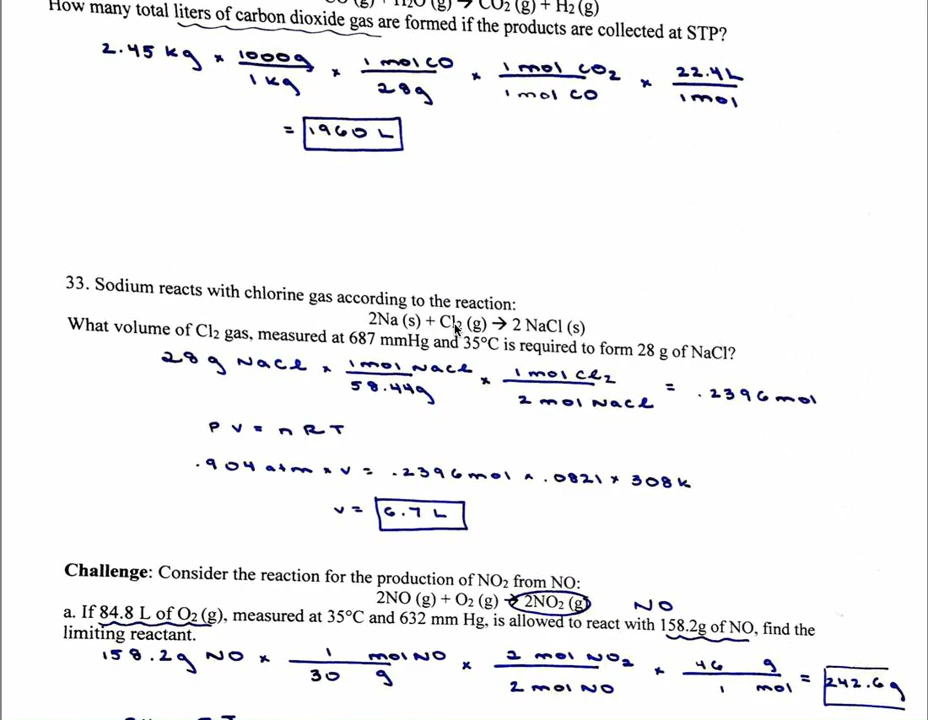 (g) + H2O (g) → CO2 (g) + H2 (g)
How many total liters of carbon dioxide gas are formed if the products are collected at STP?
2.45 kg × 1000g / 1 kg × 1 mol CO / 28g × 1 mol CO2 / 1 mol CO × 22.4L / 1 mol
= 1960 L
33. Sodium reacts with chlorine gas according to the reaction:
2Na (s) + Cl2 (g) → 2 NaCl (s)
What volume of Cl2 gas, measured at 687 mmHg and 35°C is required to form 28 g of NaCl?
28 g NaCl × 1 mol NaCl / 58.44g × 1 mol Cl2 / 2 mol NaCl = .2396 mol
PV = nRT
.904 atm × V = .2396 mol × .0821 × 308 K
V = 6.7 L
Challenge: Consider the reaction for the production of NO2 from NO:
2NO (g) + O2 (g) → 2NO2 (g) NO
a. If 84.8 L of O2 (g), measured at 35°C and 632 mm Hg, is allowed to react with 158.2g of NO, find the
limiting reactant.
158.2g NO × 1 mol NO / 30 g × 2 mol NO2 / 2 mol NO × 46 g / 1 mol = 242.6g